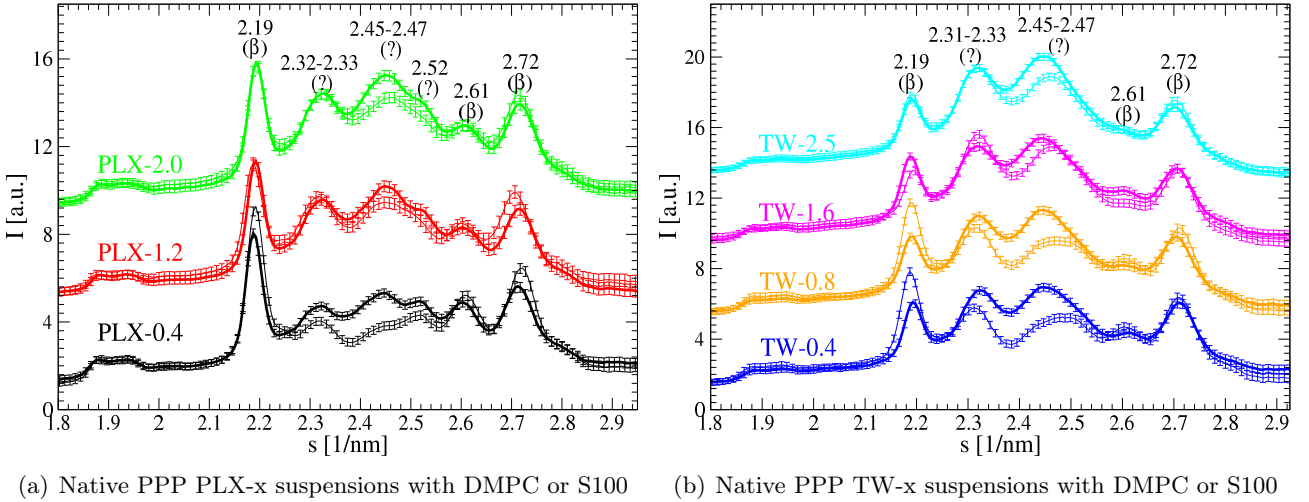 2.19
(β)
2.32-2.33
(?)
2.45-2.47
(?)
2.52
(?)
2.61
(β)
2.72
(β)
PLX-2.0
PLX-1.2
PLX-0.4
I [a.u.]
16
12
8
4
0
1.8 1.9 2 2.1 2.2 2.3 2.4 2.5 2.6 2.7 2.8 2.9
s [1/nm]
(a) Native PPP PLX-x suspensions with DMPC or S100
2.19
(β)
2.31-2.33
(?)
2.45-2.47
(?)
2.61
(β)
2.72
(β)
TW-2.5
TW-1.6
TW-0.8
TW-0.4
I [a.u.]
20
16
12
8
4
0
1.8 1.9 2 2.1 2.2 2.3 2.4 2.5 2.6 2.7 2.8 2.9
s [1/nm]
(b) Native PPP TW-x suspensions with DMPC or S100